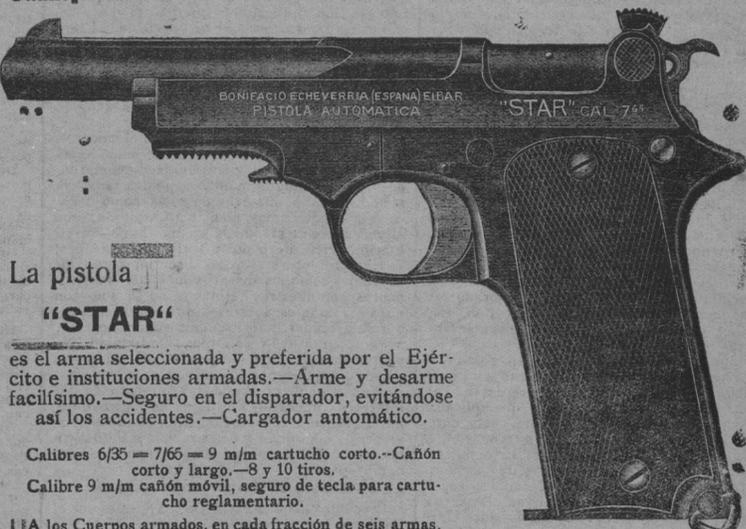 BONIFACIO ECHEVERRIA (ESPAÑA) EIBAR
PISTOLA AUTOMATICA
"STAR" CAL 7⁶⁵
La pistola
"STAR"
es el arma seleccionada y preferida por el Ejér-
cito e instituciones armadas.—Arme y desarme
facilísimo.—Seguro en el disparador, evitándose
así los accidentes.—Cargador antomático.
Calibres 6/35 = 7/65 = 9 m/m cartucho corto.--Cañón
corto y largo.—8 y 10 tiros.
Calibre 9 m/m cañón móvil, seguro de tecla para cartu-
cho reglamentario.
A los Cuerpos armados, en cada fracción de seis armas,